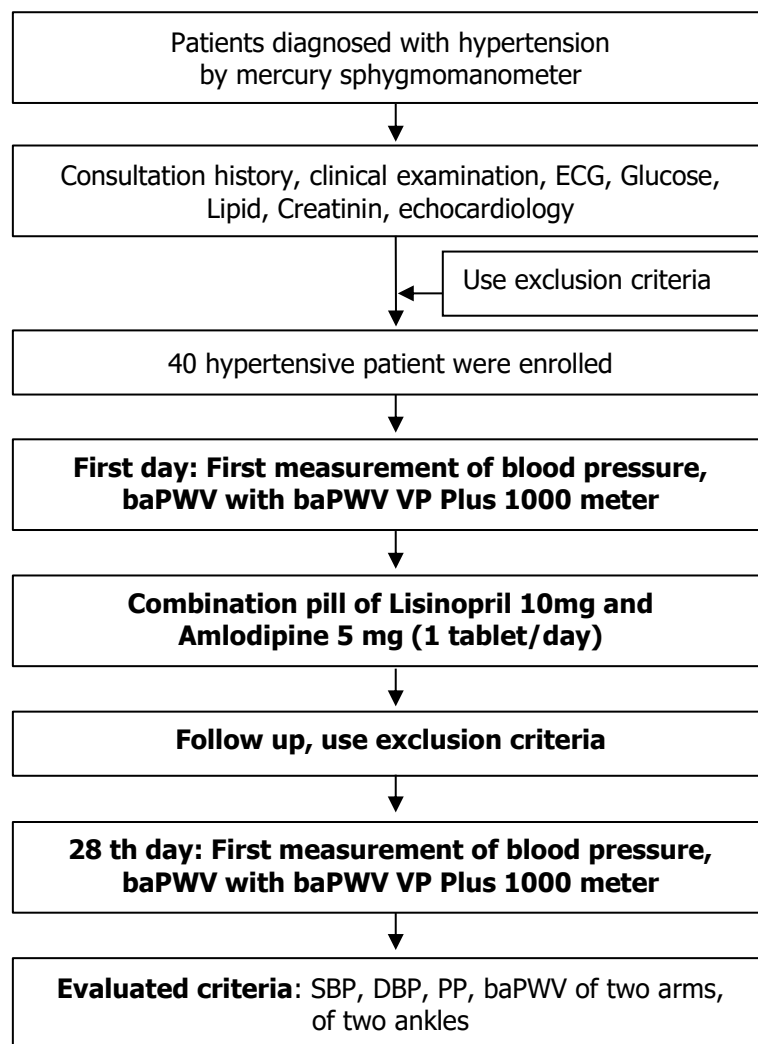 Patients diagnosed with hypertension
by mercury sphygmomanometer
Consultation history, clinical examination, ECG, Glucose,
Lipid, Creatinin, echocardiology
Use exclusion criteria
40 hypertensive patient were enrolled
First day: First measurement of blood pressure,
baPWV with baPWV VP Plus 1000 meter
Combination pill of Lisinopril 10mg and
Amlodipine 5 mg (1 tablet/day)
Follow up, use exclusion criteria
28 th day: First measurement of blood pressure,
baPWV with baPWV VP Plus 1000 meter
Evaluated criteria: SBP, DBP, PP, baPWV of two arms,
of two ankles